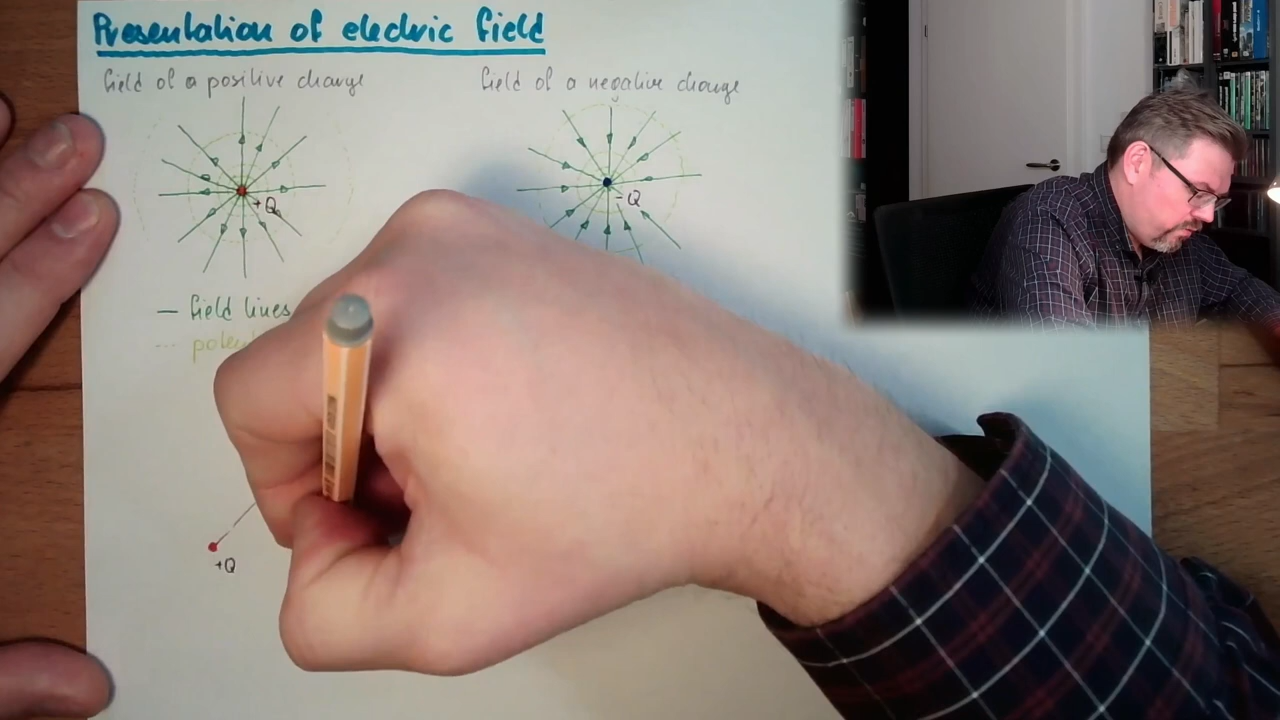 Presentation of electric field
field of a positive charge
field of a negative charge
+Q
-Q
— field lines
+Q